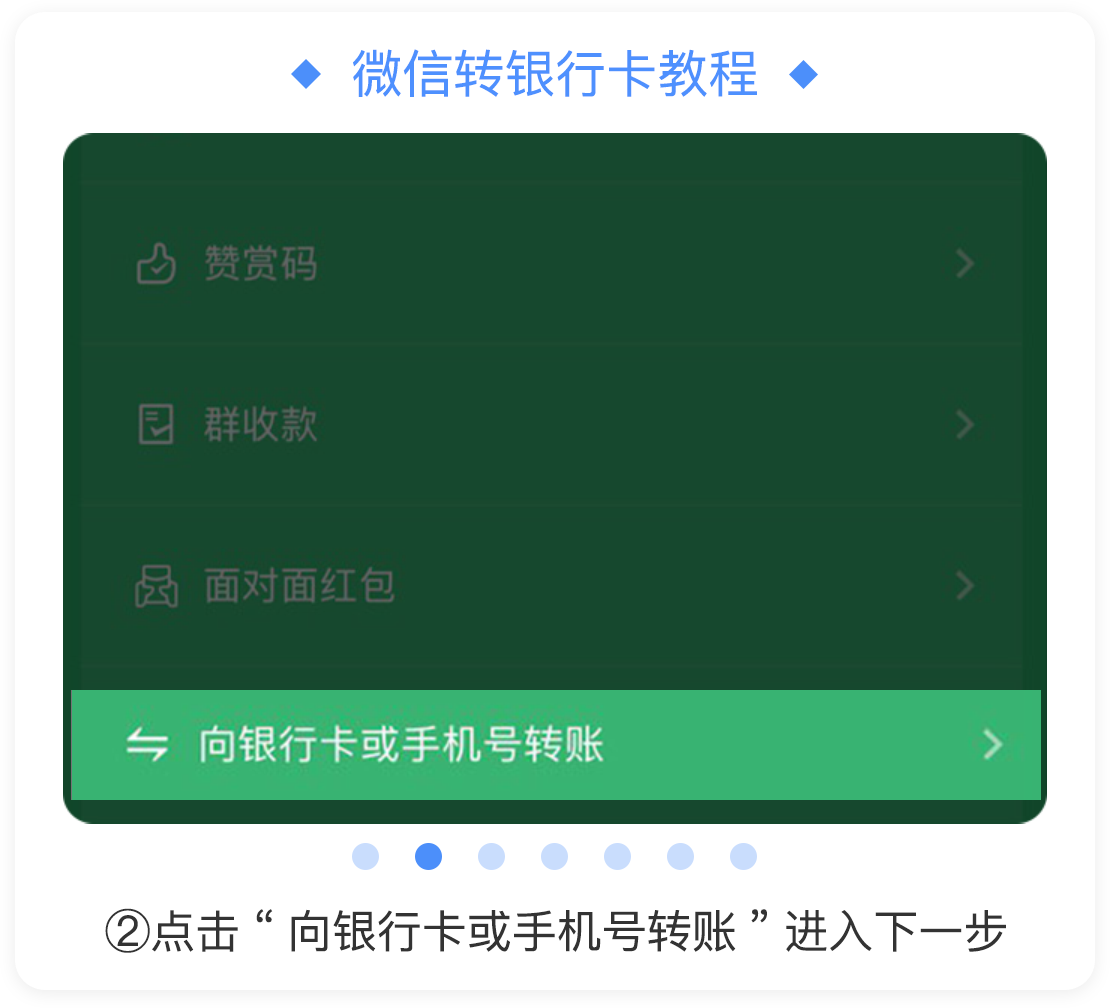 微信转银行卡教程
赞赏码
群收款
面对面红包
向银行卡或手机号转账
②点击“向银行卡或手机号转账”进入下一步